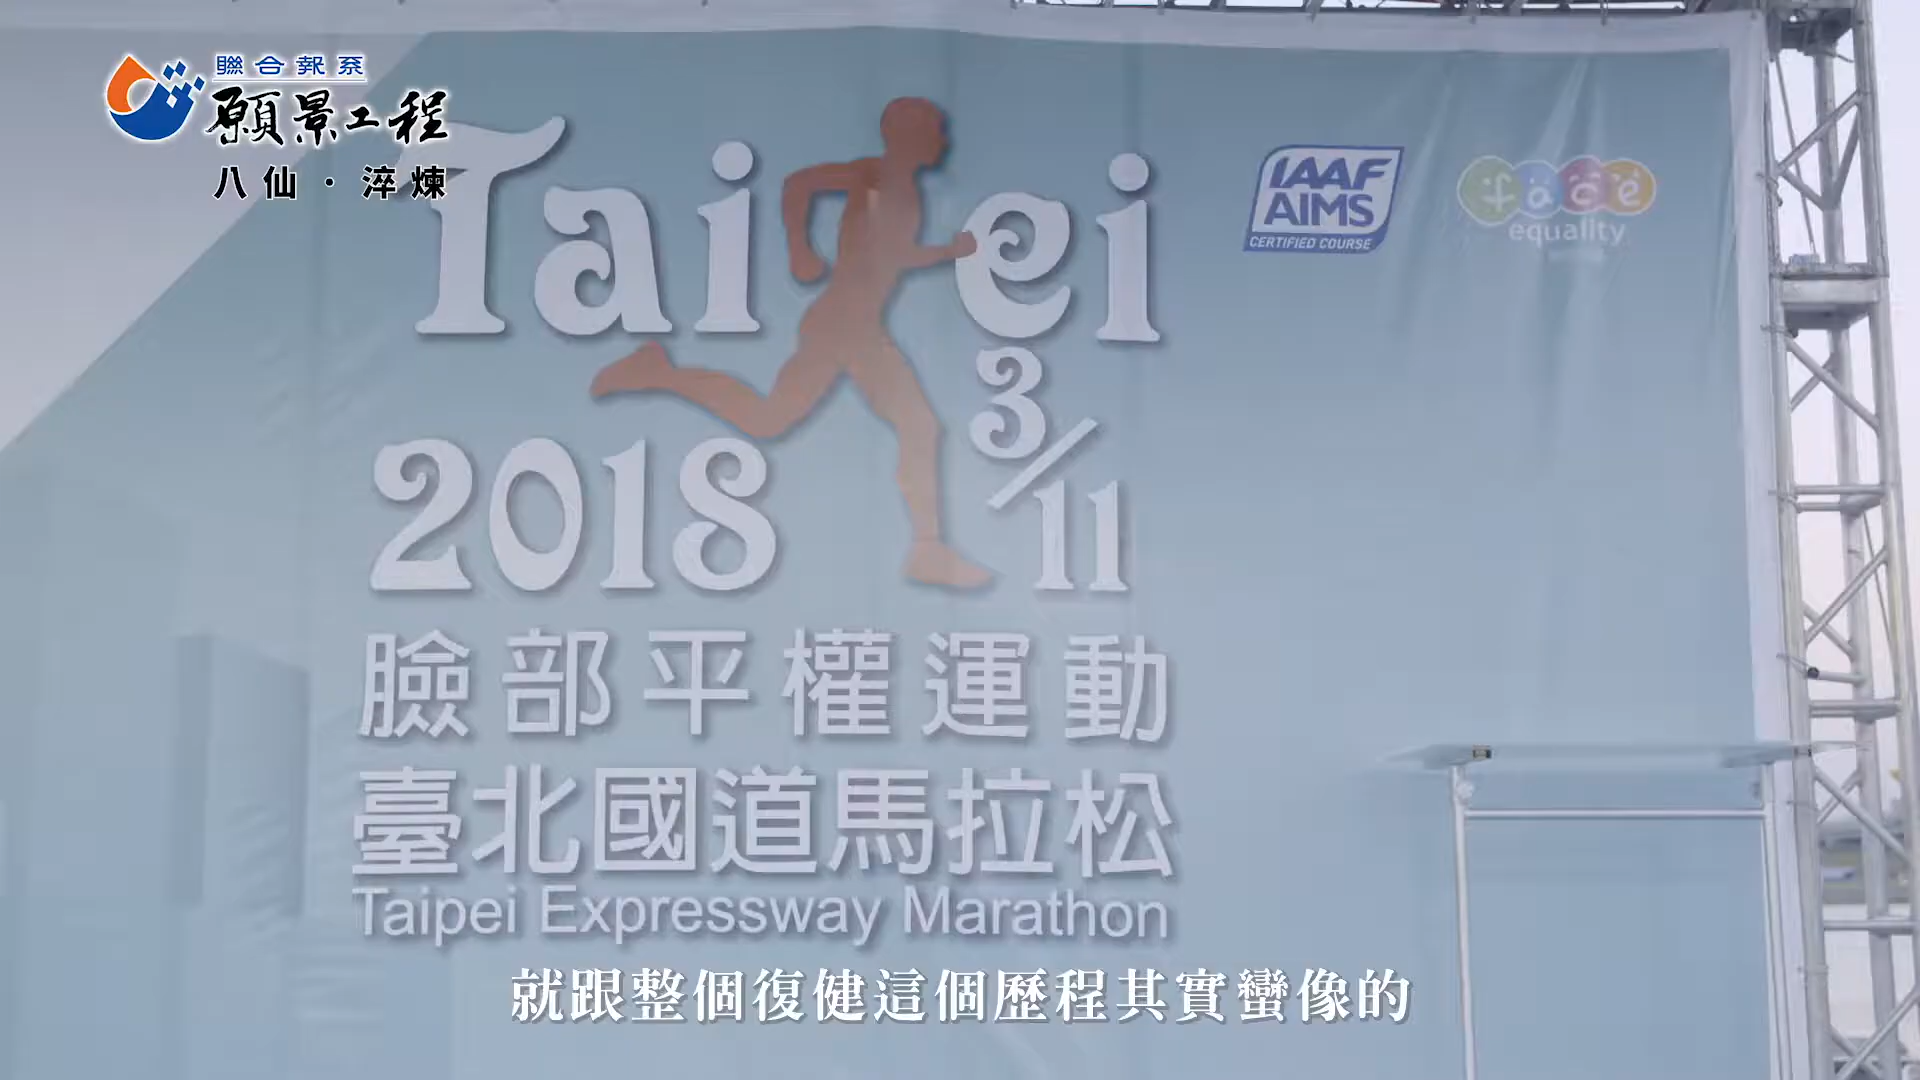 聯合報系
願景工程
八仙·淬煉
Taipei
IAAF
AIMS
CERTIFIED COURSE
face
equality
3/11
2018
臉部平權運動
臺北國道馬拉松
Taipei Expressway Marathon
就跟整個復健這個歷程其實蠻像的